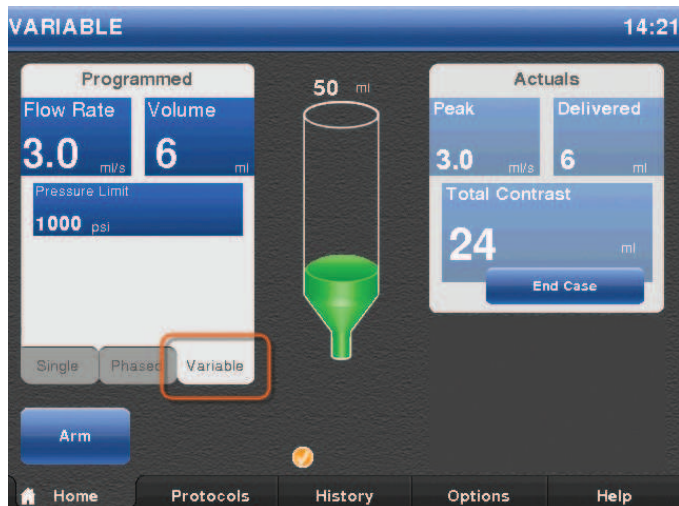 VARIABLE 14:21
Programmed
Flow Rate Volume
3.0 ml/s 6 ml
Pressure Limit
1000 psi
Single Phased Variable
Arm
50 ml
Actuals
Peak Delivered
3.0 ml/s 6 ml
Total Contrast
24 ml
End Case
Home Protocols History Options Help